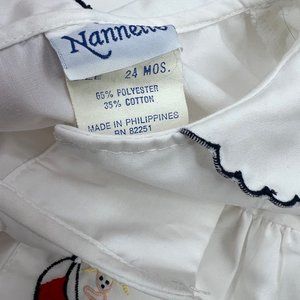 Nannette
24 MOS.
65% POLYESTER
35% COTTON
MADE IN PHILIPPINES
RN 82251